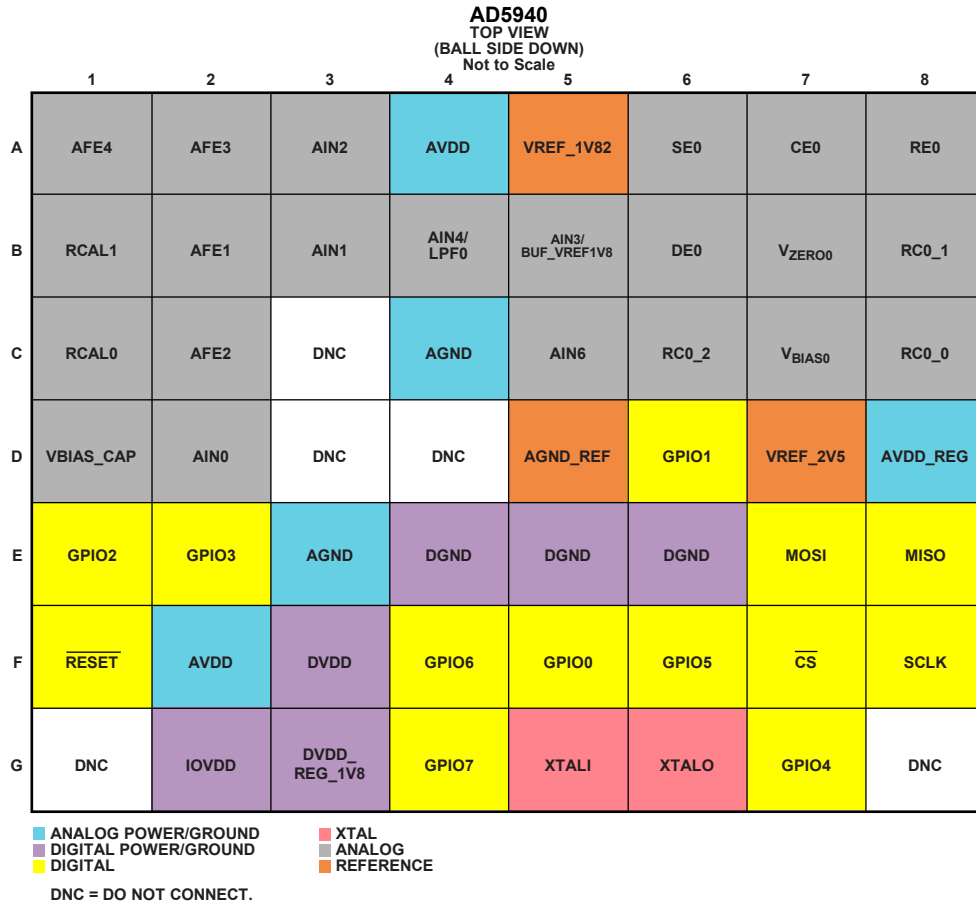 AD5940
TOP VIEW
(BALL SIDE DOWN)
Not to Scale
1 2 3 4 5 6 7 8
A AFE4 AFE3 AIN2 AVDD VREF_1V82 SE0 CE0 RE0
B RCAL1 AFE1 AIN1 AIN4/ LPF0 AIN3/ BUF_VREF1V8 DE0 VZERO0 RC0_1
C RCAL0 AFE2 DNC AGND AIN6 RC0_2 VBIAS0 RC0_0
D VBIAS_CAP AIN0 DNC DNC AGND_REF GPIO1 VREF_2V5 AVDD_REG
E GPIO2 GPIO3 AGND DGND DGND DGND MOSI MISO
F RESET AVDD DVDD GPIO6 GPIO0 GPIO5 CS SCLK
G DNC IOVDD DVDD_ REG_1V8 GPIO7 XTALI XTALO GPIO4 DNC
ANALOG POWER/GROUND XTAL
DIGITAL POWER/GROUND ANALOG
DIGITAL REFERENCE
DNC = DO NOT CONNECT.